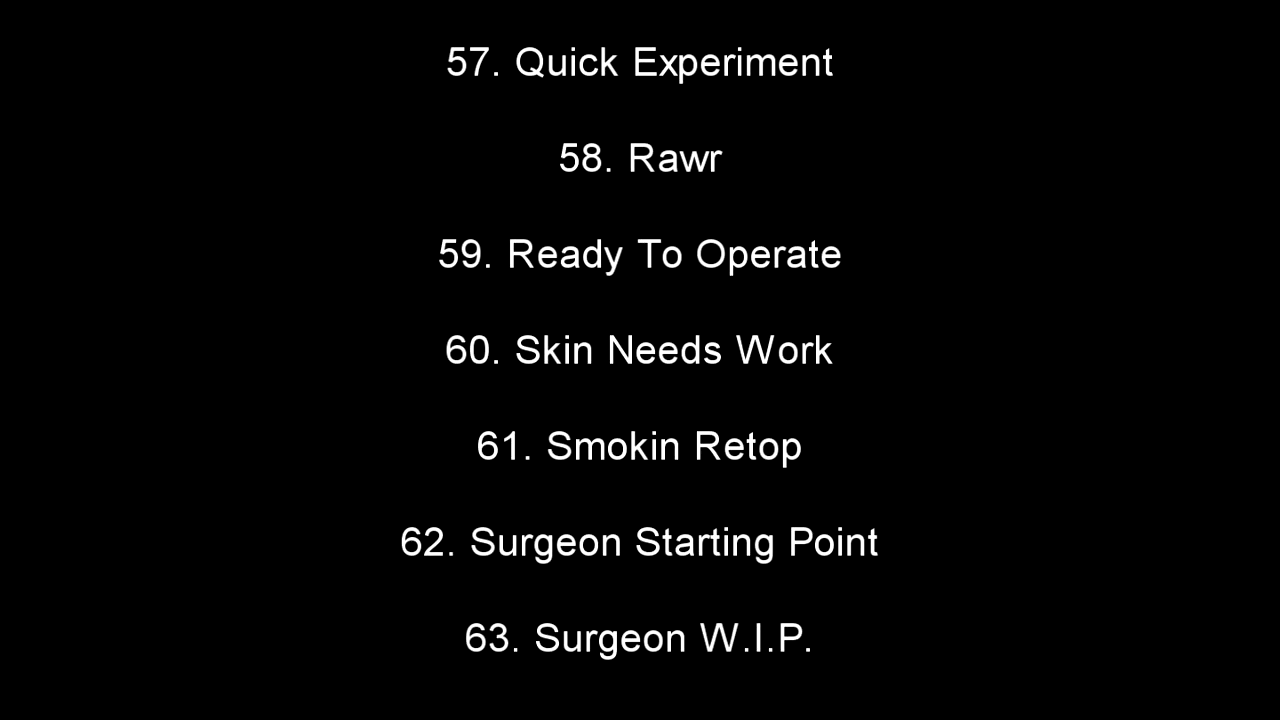 57. Quick Experiment
58. Rawr
59. Ready To Operate
60. Skin Needs Work
61. Smokin Retop
62. Surgeon Starting Point
63. Surgeon W.I.P.